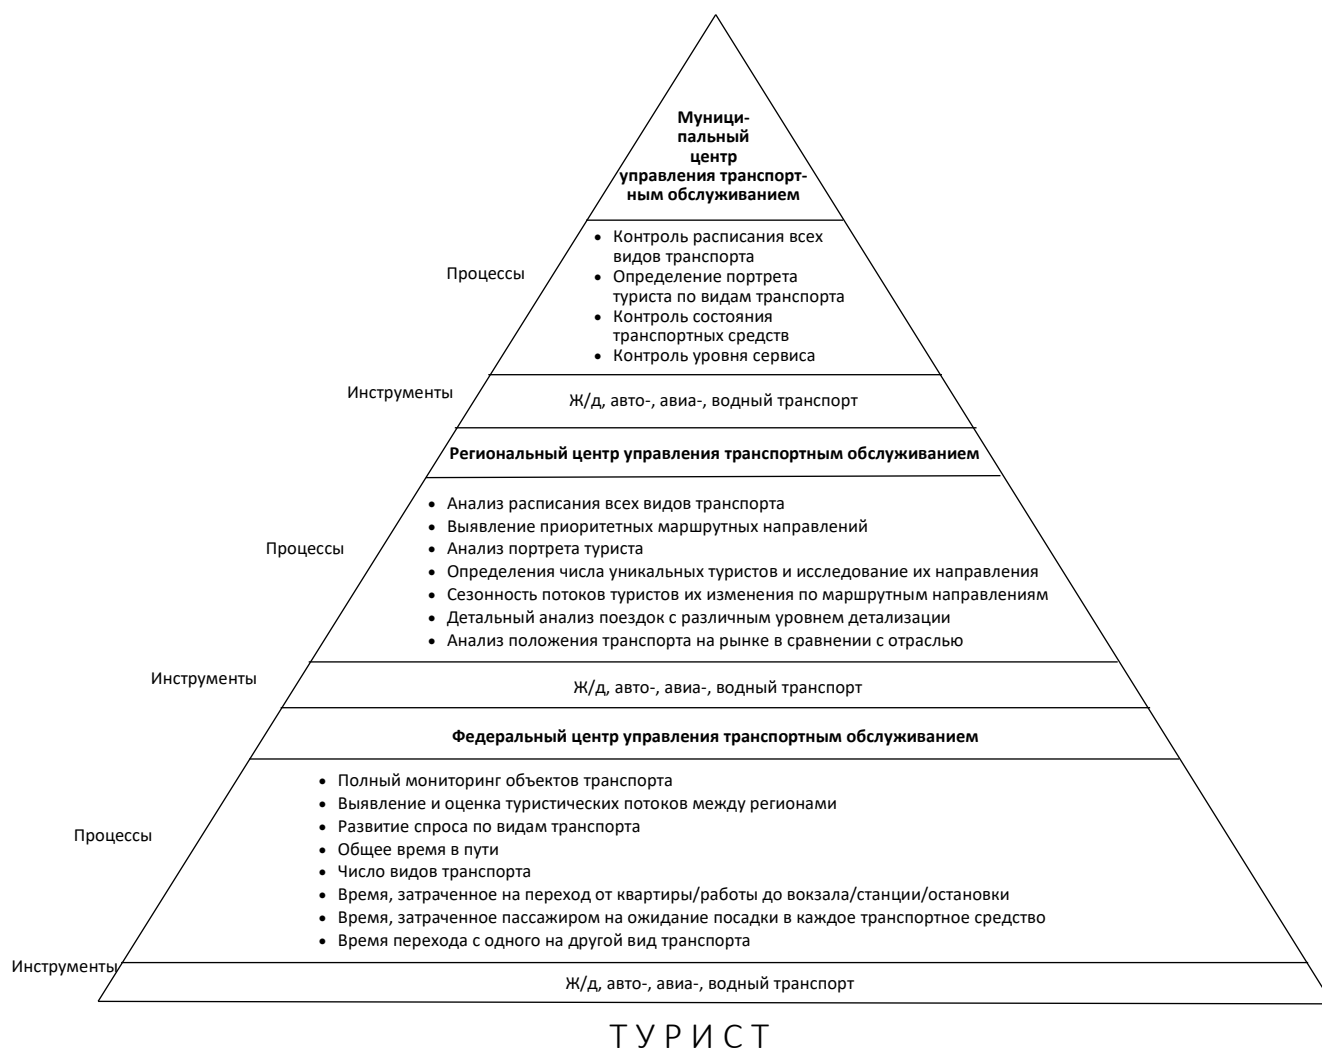 Муници-
пальный
центр
управления транспорт-
ным обслуживанием
Процессы
• Контроль расписания всех
видов транспорта
• Определение портрета
туриста по видам транспорта
• Контроль состояния
транспортных средств
• Контроль уровня сервиса
Инструменты
Ж/д, авто-, авиа-, водный транспорт
Региональный центр управления транспортным обслуживанием
Процессы
• Анализ расписания всех видов транспорта
• Выявление приоритетных маршрутных направлений
• Анализ портрета туриста
• Определения числа уникальных туристов и исследование их направления
• Сезонность потоков туристов их изменения по маршрутным направлениям
• Детальный анализ поездок с различным уровнем детализации
• Анализ положения транспорта на рынке в сравнении с отраслью
Инструменты
Ж/д, авто-, авиа-, водный транспорт
Федеральный центр управления транспортным обслуживанием
Процессы
• Полный мониторинг объектов транспорта
• Выявление и оценка туристических потоков между регионами
• Развитие спроса по видам транспорта
• Общее время в пути
• Число видов транспорта
• Время, затраченное на переход от квартиры/работы до вокзала/станции/остановки
• Время, затраченное пассажиром на ожидание посадки в каждое транспортное средство
• Время перехода с одного на другой вид транспорта
Инструменты
Ж/д, авто-, авиа-, водный транспорт
ТУРИСТ